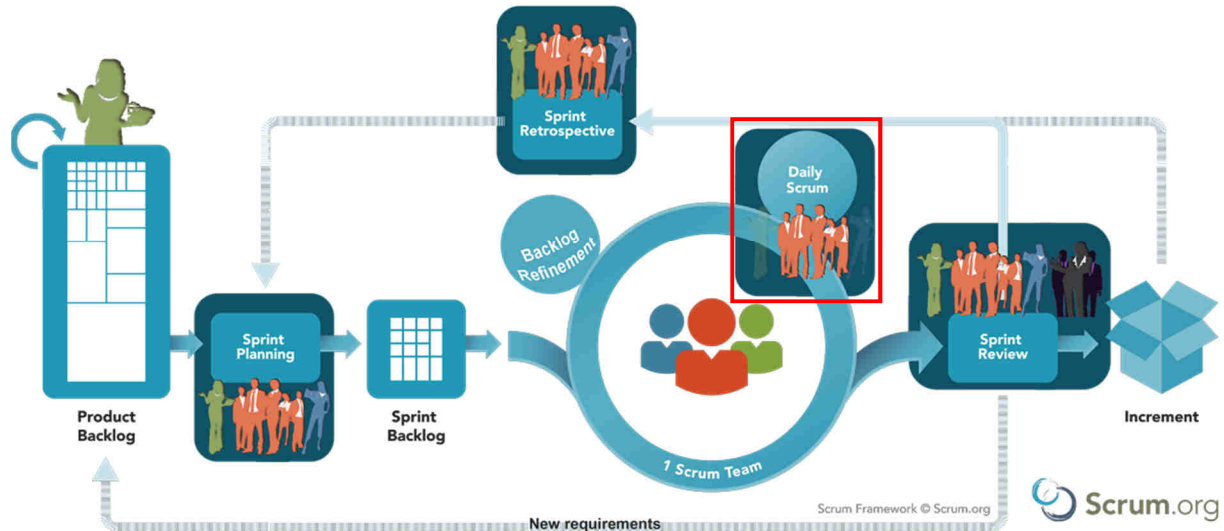 Sprint
Retrospective
Daily
Scrum
Backlog
Refinement
Sprint
Planning
Sprint
Review
Product
Backlog
Sprint
Backlog
1 Scrum Team
Increment
Scrum Framework © Scrum.org
Scrum.org
New requirements